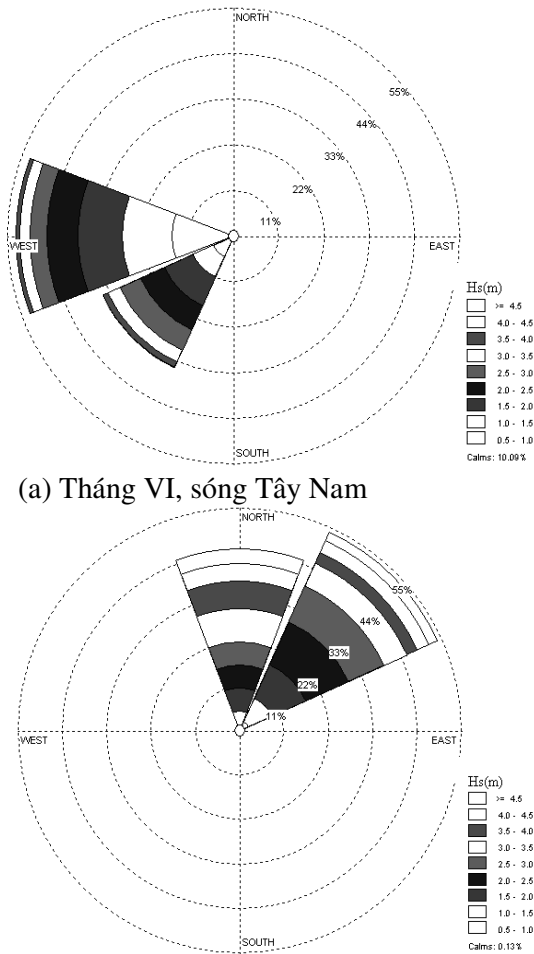 NORTH
55%
44%
33%
22%
11%
WEST
EAST
Hs(m)
>= 4.5
4.0 - 4.5
3.5 - 4.0
3.0 - 3.5
2.5 - 3.0
2.0 - 2.5
1.5 - 2.0
1.0 - 1.5
0.5 - 1.0
SOUTH
Calms: 10.09%
(a) Tháng VI, sóng Tây Nam
NORTH
55%
44%
33%
22%
11%
WEST
EAST
Hs(m)
>= 4.5
4.0 - 4.5
3.5 - 4.0
3.0 - 3.5
2.5 - 3.0
2.0 - 2.5
1.5 - 2.0
1.0 - 1.5
0.5 - 1.0
SOUTH
Calms: 0.13%